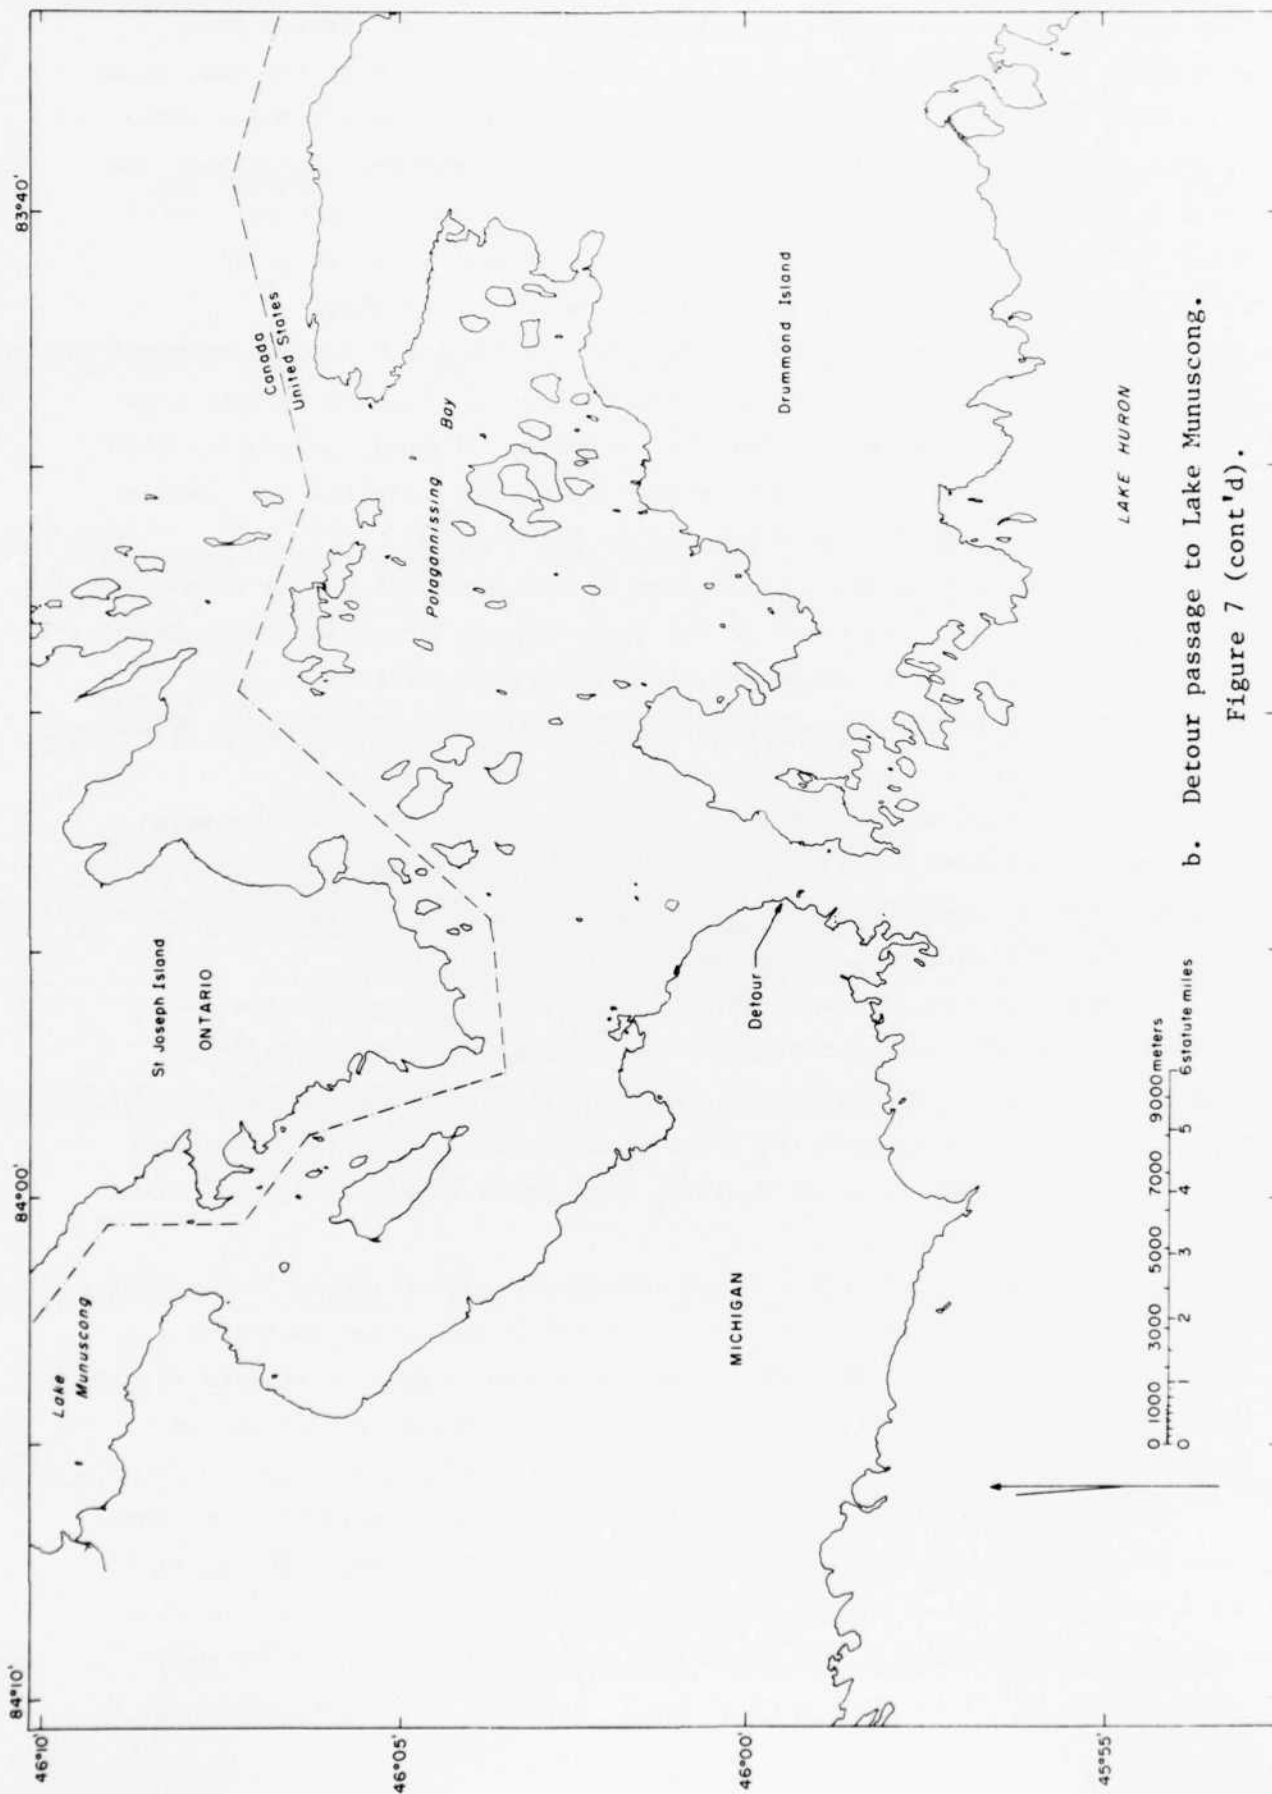 84°10'
84°00'
83°40'
46°10'
46°05'
46°00'
45°55'
Lake
Munuscong
St Joseph Island
ONTARIO
Canada
United States
Potagannissing Bay
Drummond Island
Detour
MICHIGAN
LAKE HURON
0 1000 3000 5000 7000 9000 meters
0 1 2 3 4 5 6 statute miles
b. Detour passage to Lake Munuscong.
Figure 7 (cont'd).